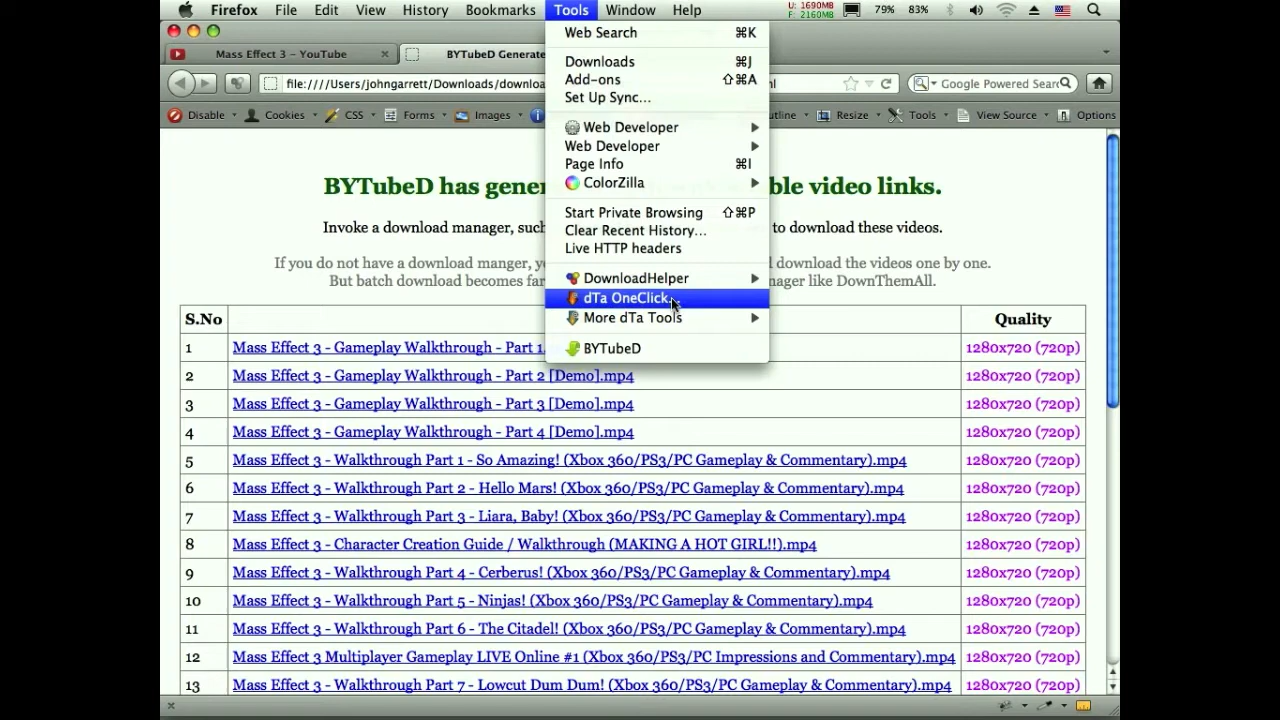 Firefox File Edit View History Bookmarks Tools Window Help U: 1690MB F: 2160MB 79% 83%
Mass Effect 3 - YouTube BYTubeD Generate
file:////Users/johngarrett/Downloads/downloa ml Google Powered Search
Disable Cookies CSS Forms Images utline Resize Tools View Source Options
Web Search ⌘K
Downloads ⌘J
Add-ons ⇧⌘A
Set Up Sync...
Web Developer
Web Developer
Page Info ⌘I
ColorZilla
Start Private Browsing ⇧⌘P
Clear Recent History...
Live HTTP headers
DownloadHelper
dTa OneClick
More dTa Tools
BYTubeD
BYTubeD has gener ble video links.
Invoke a download manager, such to download these videos.
If you do not have a download manger, yo d download the videos one by one.
But batch download becomes far manager like DownThemAll.
S.No Quality
1 Mass Effect 3 - Gameplay Walkthrough - Part 1 1280x720 (720p)
2 Mass Effect 3 - Gameplay Walkthrough - Part 2 [Demo].mp4 1280x720 (720p)
3 Mass Effect 3 - Gameplay Walkthrough - Part 3 [Demo].mp4 1280x720 (720p)
4 Mass Effect 3 - Gameplay Walkthrough - Part 4 [Demo].mp4 1280x720 (720p)
5 Mass Effect 3 - Walkthrough Part 1 - So Amazing! (Xbox 360/PS3/PC Gameplay & Commentary).mp4 1280x720 (720p)
6 Mass Effect 3 - Walkthrough Part 2 - Hello Mars! (Xbox 360/PS3/PC Gameplay & Commentary).mp4 1280x720 (720p)
7 Mass Effect 3 - Walkthrough Part 3 - Liara, Baby! (Xbox 360/PS3/PC Gameplay & Commentary).mp4 1280x720 (720p)
8 Mass Effect 3 - Character Creation Guide / Walkthrough (MAKING A HOT GIRL!!).mp4 1280x720 (720p)
9 Mass Effect 3 - Walkthrough Part 4 - Cerberus! (Xbox 360/PS3/PC Gameplay & Commentary).mp4 1280x720 (720p)
10 Mass Effect 3 - Walkthrough Part 5 - Ninjas! (Xbox 360/PS3/PC Gameplay & Commentary).mp4 1280x720 (720p)
11 Mass Effect 3 - Walkthrough Part 6 - The Citadel! (Xbox 360/PS3/PC Gameplay & Commentary).mp4 1280x720 (720p)
12 Mass Effect 3 Multiplayer Gameplay LIVE Online #1 (Xbox 360/PS3/PC Impressions and Commentary).mp4 1280x720 (720p)
13 Mass Effect 3 - Walkthrough Part 7 - Lowcut Dum Dum! (Xbox 360/PS3/PC Gameplay & Commentary).mp4 1280x720 (720p)